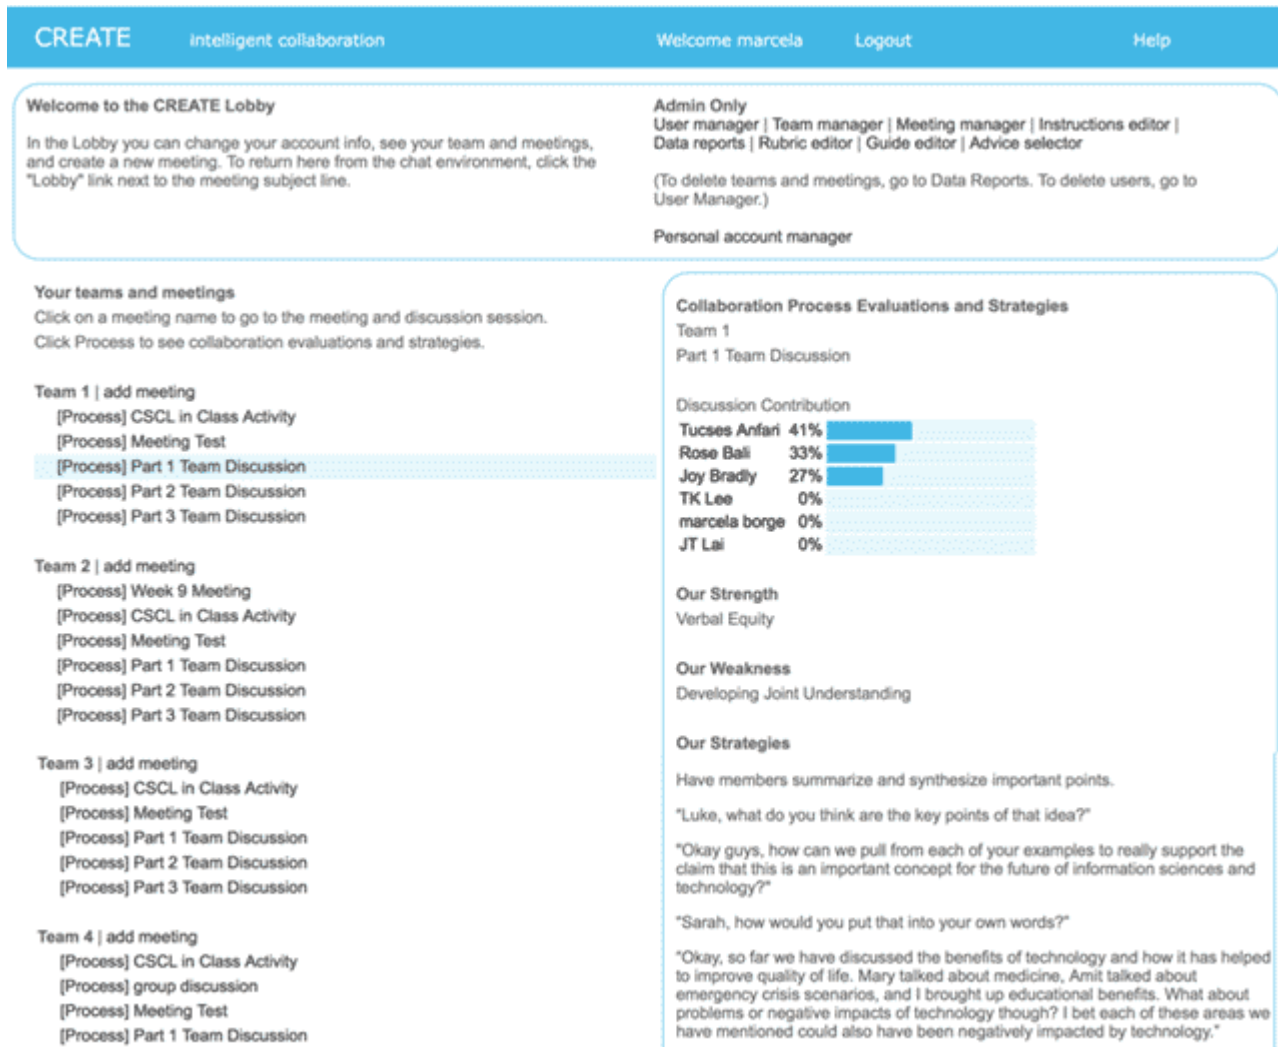 CREATE intelligent collaboration Welcome marcela Logout Help
Welcome to the CREATE Lobby
In the Lobby you can change your account info, see your team and meetings,
and create a new meeting. To return here from the chat environment, click the
"Lobby" link next to the meeting subject line.
Admin Only
User manager | Team manager | Meeting manager | Instructions editor |
Data reports | Rubric editor | Guide editor | Advice selector
(To delete teams and meetings, go to Data Reports. To delete users, go to
User Manager.)
Personal account manager
Your teams and meetings
Click on a meeting name to go to the meeting and discussion session.
Click Process to see collaboration evaluations and strategies.
Team 1 | add meeting
[Process] CSCL in Class Activity
[Process] Meeting Test
[Process] Part 1 Team Discussion
[Process] Part 2 Team Discussion
[Process] Part 3 Team Discussion
Team 2 | add meeting
[Process] Week 9 Meeting
[Process] CSCL in Class Activity
[Process] Meeting Test
[Process] Part 1 Team Discussion
[Process] Part 2 Team Discussion
[Process] Part 3 Team Discussion
Team 3 | add meeting
[Process] CSCL in Class Activity
[Process] Meeting Test
[Process] Part 1 Team Discussion
[Process] Part 2 Team Discussion
[Process] Part 3 Team Discussion
Team 4 | add meeting
[Process] CSCL in Class Activity
[Process] group discussion
[Process] Meeting Test
[Process] Part 1 Team Discussion
Collaboration Process Evaluations and Strategies
Team 1
Part 1 Team Discussion
Discussion Contribution
Tucses Anfari 41%
Rose Bali 33%
Joy Bradly 27%
TK Lee 0%
marcela borge 0%
JT Lai 0%
Our Strength
Verbal Equity
Our Weakness
Developing Joint Understanding
Our Strategies
Have members summarize and synthesize important points.
"Luke, what do you think are the key points of that idea?"
"Okay guys, how can we pull from each of your examples to really support the
claim that this is an important concept for the future of information sciences and
technology?"
"Sarah, how would you put that into your own words?"
"Okay, so far we have discussed the benefits of technology and how it has helped
to improve quality of life. Mary talked about medicine, Amit talked about
emergency crisis scenarios, and I brought up educational benefits. What about
problems or negative impacts of technology though? I bet each of these areas we
have mentioned could also have been negatively impacted by technology."